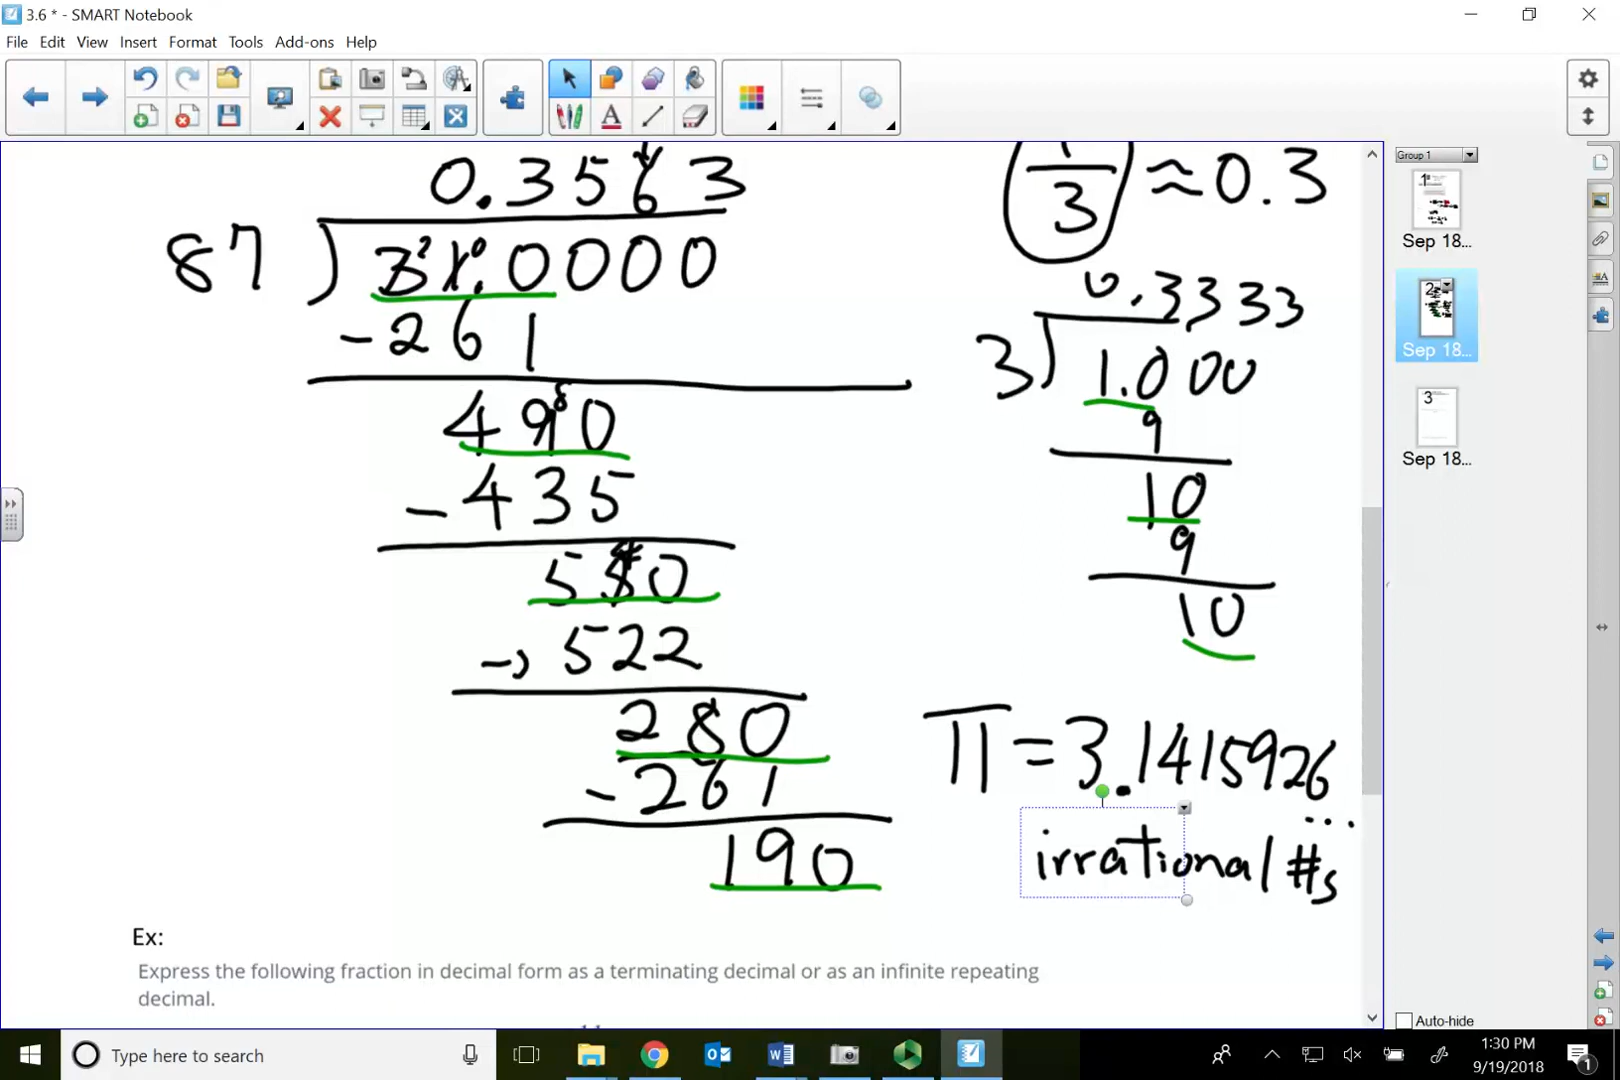 3.6 * - SMART Notebook
File Edit View Insert Format Tools Add-ons Help
0.3563
87 31.0000
-261
490
-435
550
-522
280
-261
190
3 ≈ 0.3
0.3333
3 1.000
9
10
9
10
π = 3.1415926
...
irrational #s
Ex:
Express the following fraction in decimal form as a terminating decimal or as an infinite repeating
decimal.
Group 1
1
Sep 18...
2
Sep 18...
3
Sep 18...
Auto-hide
Type here to search
1:30 PM
9/19/2018
1